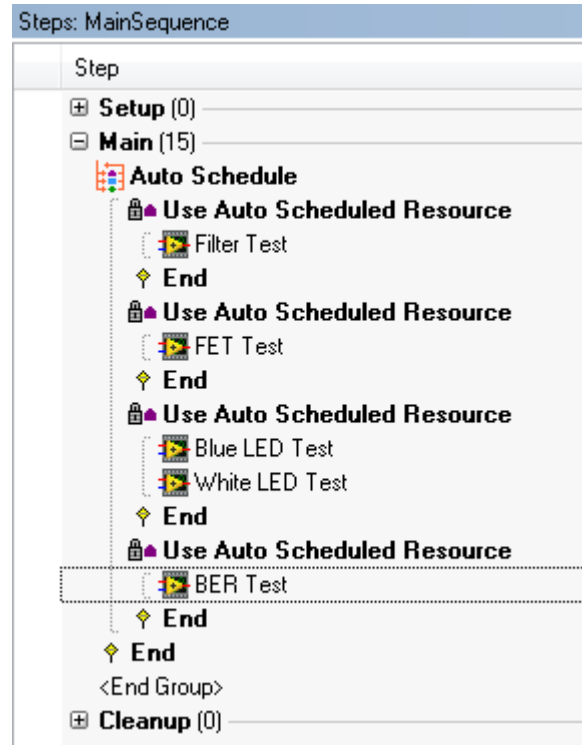 Steps: MainSequence
Step
Setup (0)
Main (15)
Auto Schedule
Use Auto Scheduled Resource
Filter Test
End
Use Auto Scheduled Resource
FET Test
End
Use Auto Scheduled Resource
Blue LED Test
White LED Test
End
Use Auto Scheduled Resource
BER Test
End
End
<End Group>
Cleanup (0)